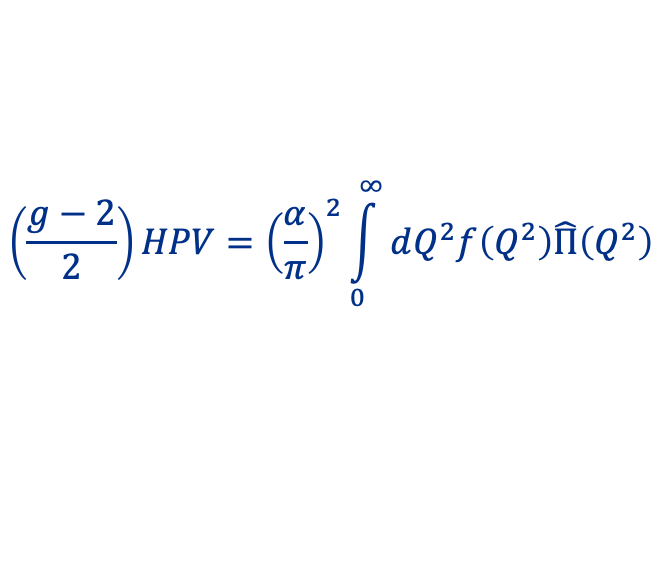 (g − 2 / 2) HPV = (α / π)² ∫₀^∞ dQ² f(Q²) Π̂(Q²)